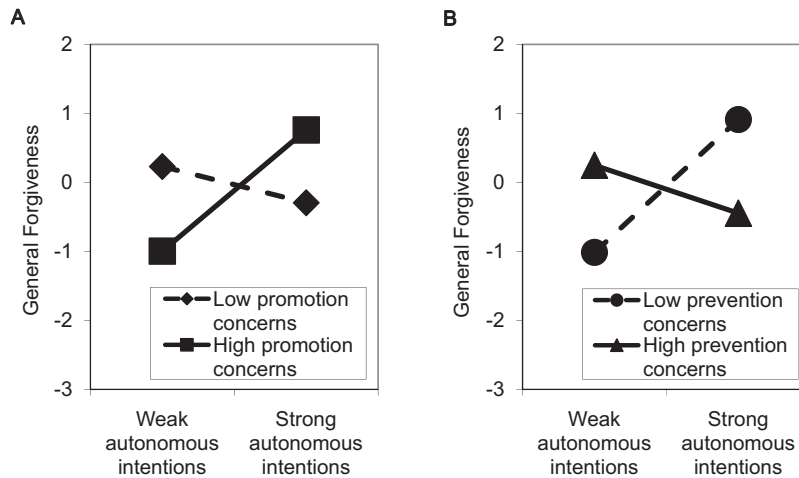 A
2
1
0
-1
-2
-3
General Forgiveness
Low promotion
concerns
High promotion
concerns
Weak
autonomous
intentions
Strong
autonomous
intentions
B
2
1
0
-1
-2
-3
General Forgiveness
Low prevention
concerns
High prevention
concerns
Weak
autonomous
intentions
Strong
autonomous
intentions